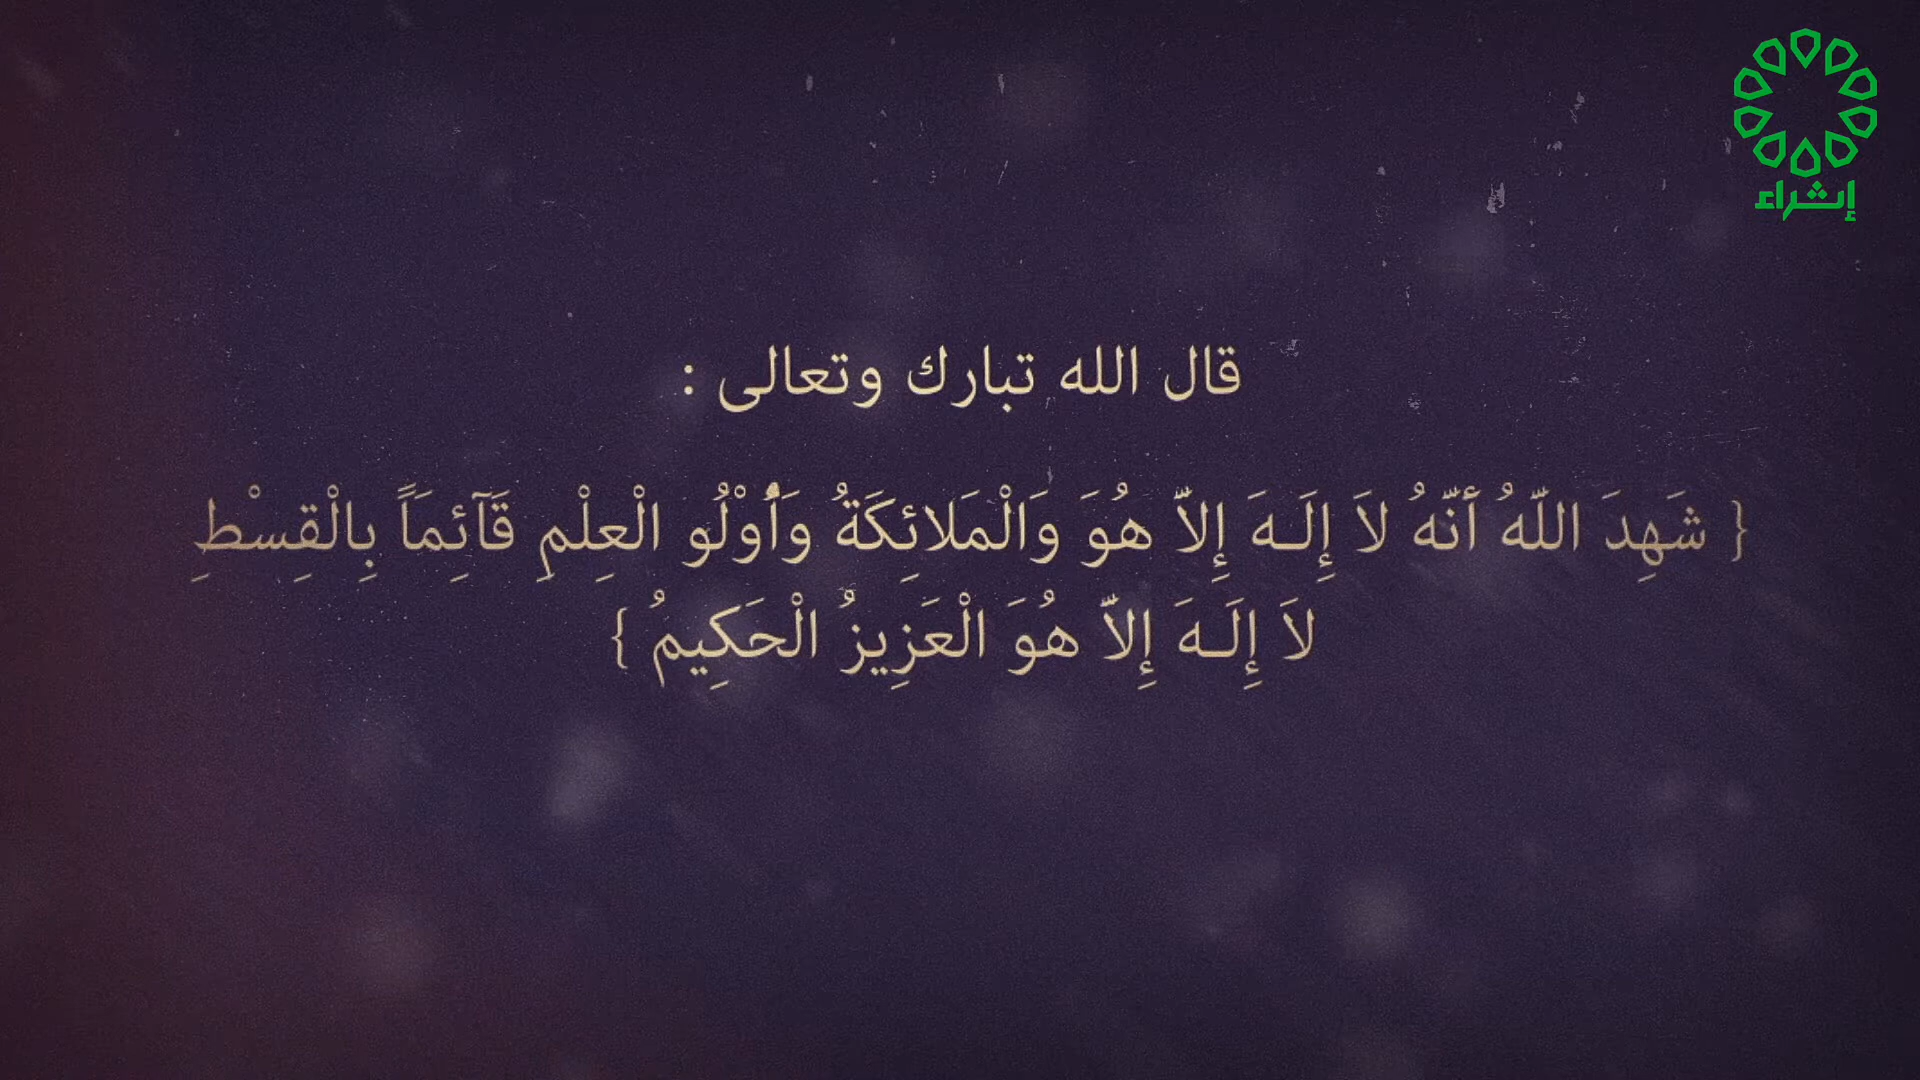 إثراء
قال الله تبارك وتعالى :
{ شَهِدَ اللّهُ أَنَّهُ لاَ إِلَـهَ إِلاَّ هُوَ وَالْمَلائِكَةُ وَأُوْلُو الْعِلْمِ قَآئِمَاً بِالْقِسْطِ
لاَ إِلَـهَ إِلاَّ هُوَ الْعَزِيزُ الْحَكِيمُ }